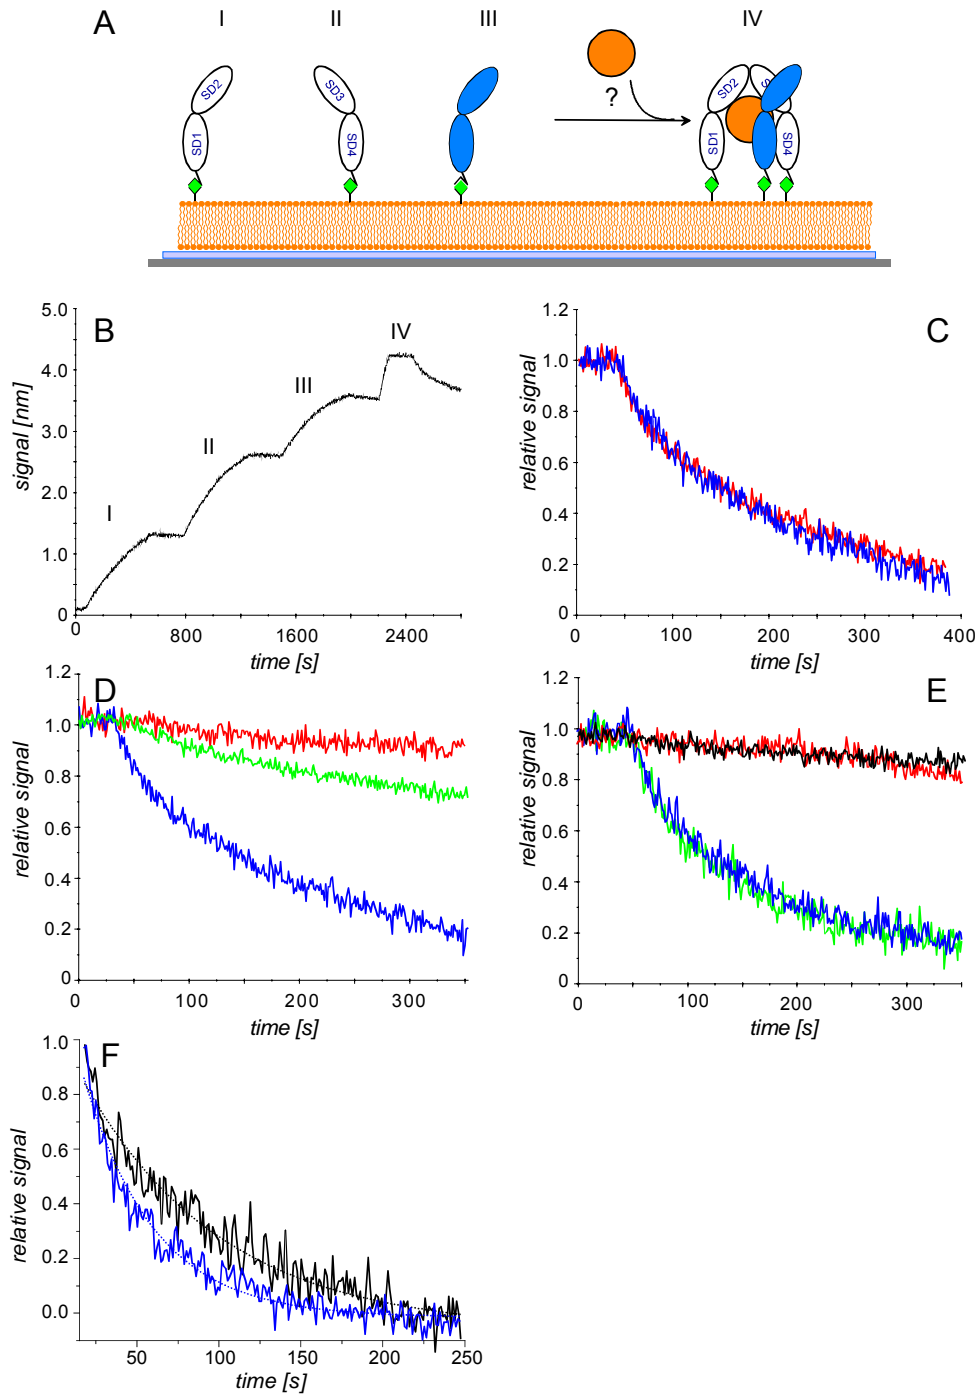 A I II III IV
SD2 SD3 SD2 S
SD1 SD4 SD1 SD4
?
B
I II III IV
signal [nm]
5.0
4.0
3.0
2.0
1.0
0
0 800 1600 2400
time [s]
C
relative signal
1.2
1.0
0.8
0.6
0.4
0.2
0
0 100 200 300 400
time [s]
D
relative signal
1.2
1.0
0.8
0.6
0.4
0.2
0
0 100 200 300
time [s]
E
relative signal
1.2
1.0
0.8
0.6
0.4
0.2
0
0 100 200 300
time [s]
F
relative signal
1.0
0.8
0.6
0.4
0.2
0.0
50 100 150 200 250
time [s]